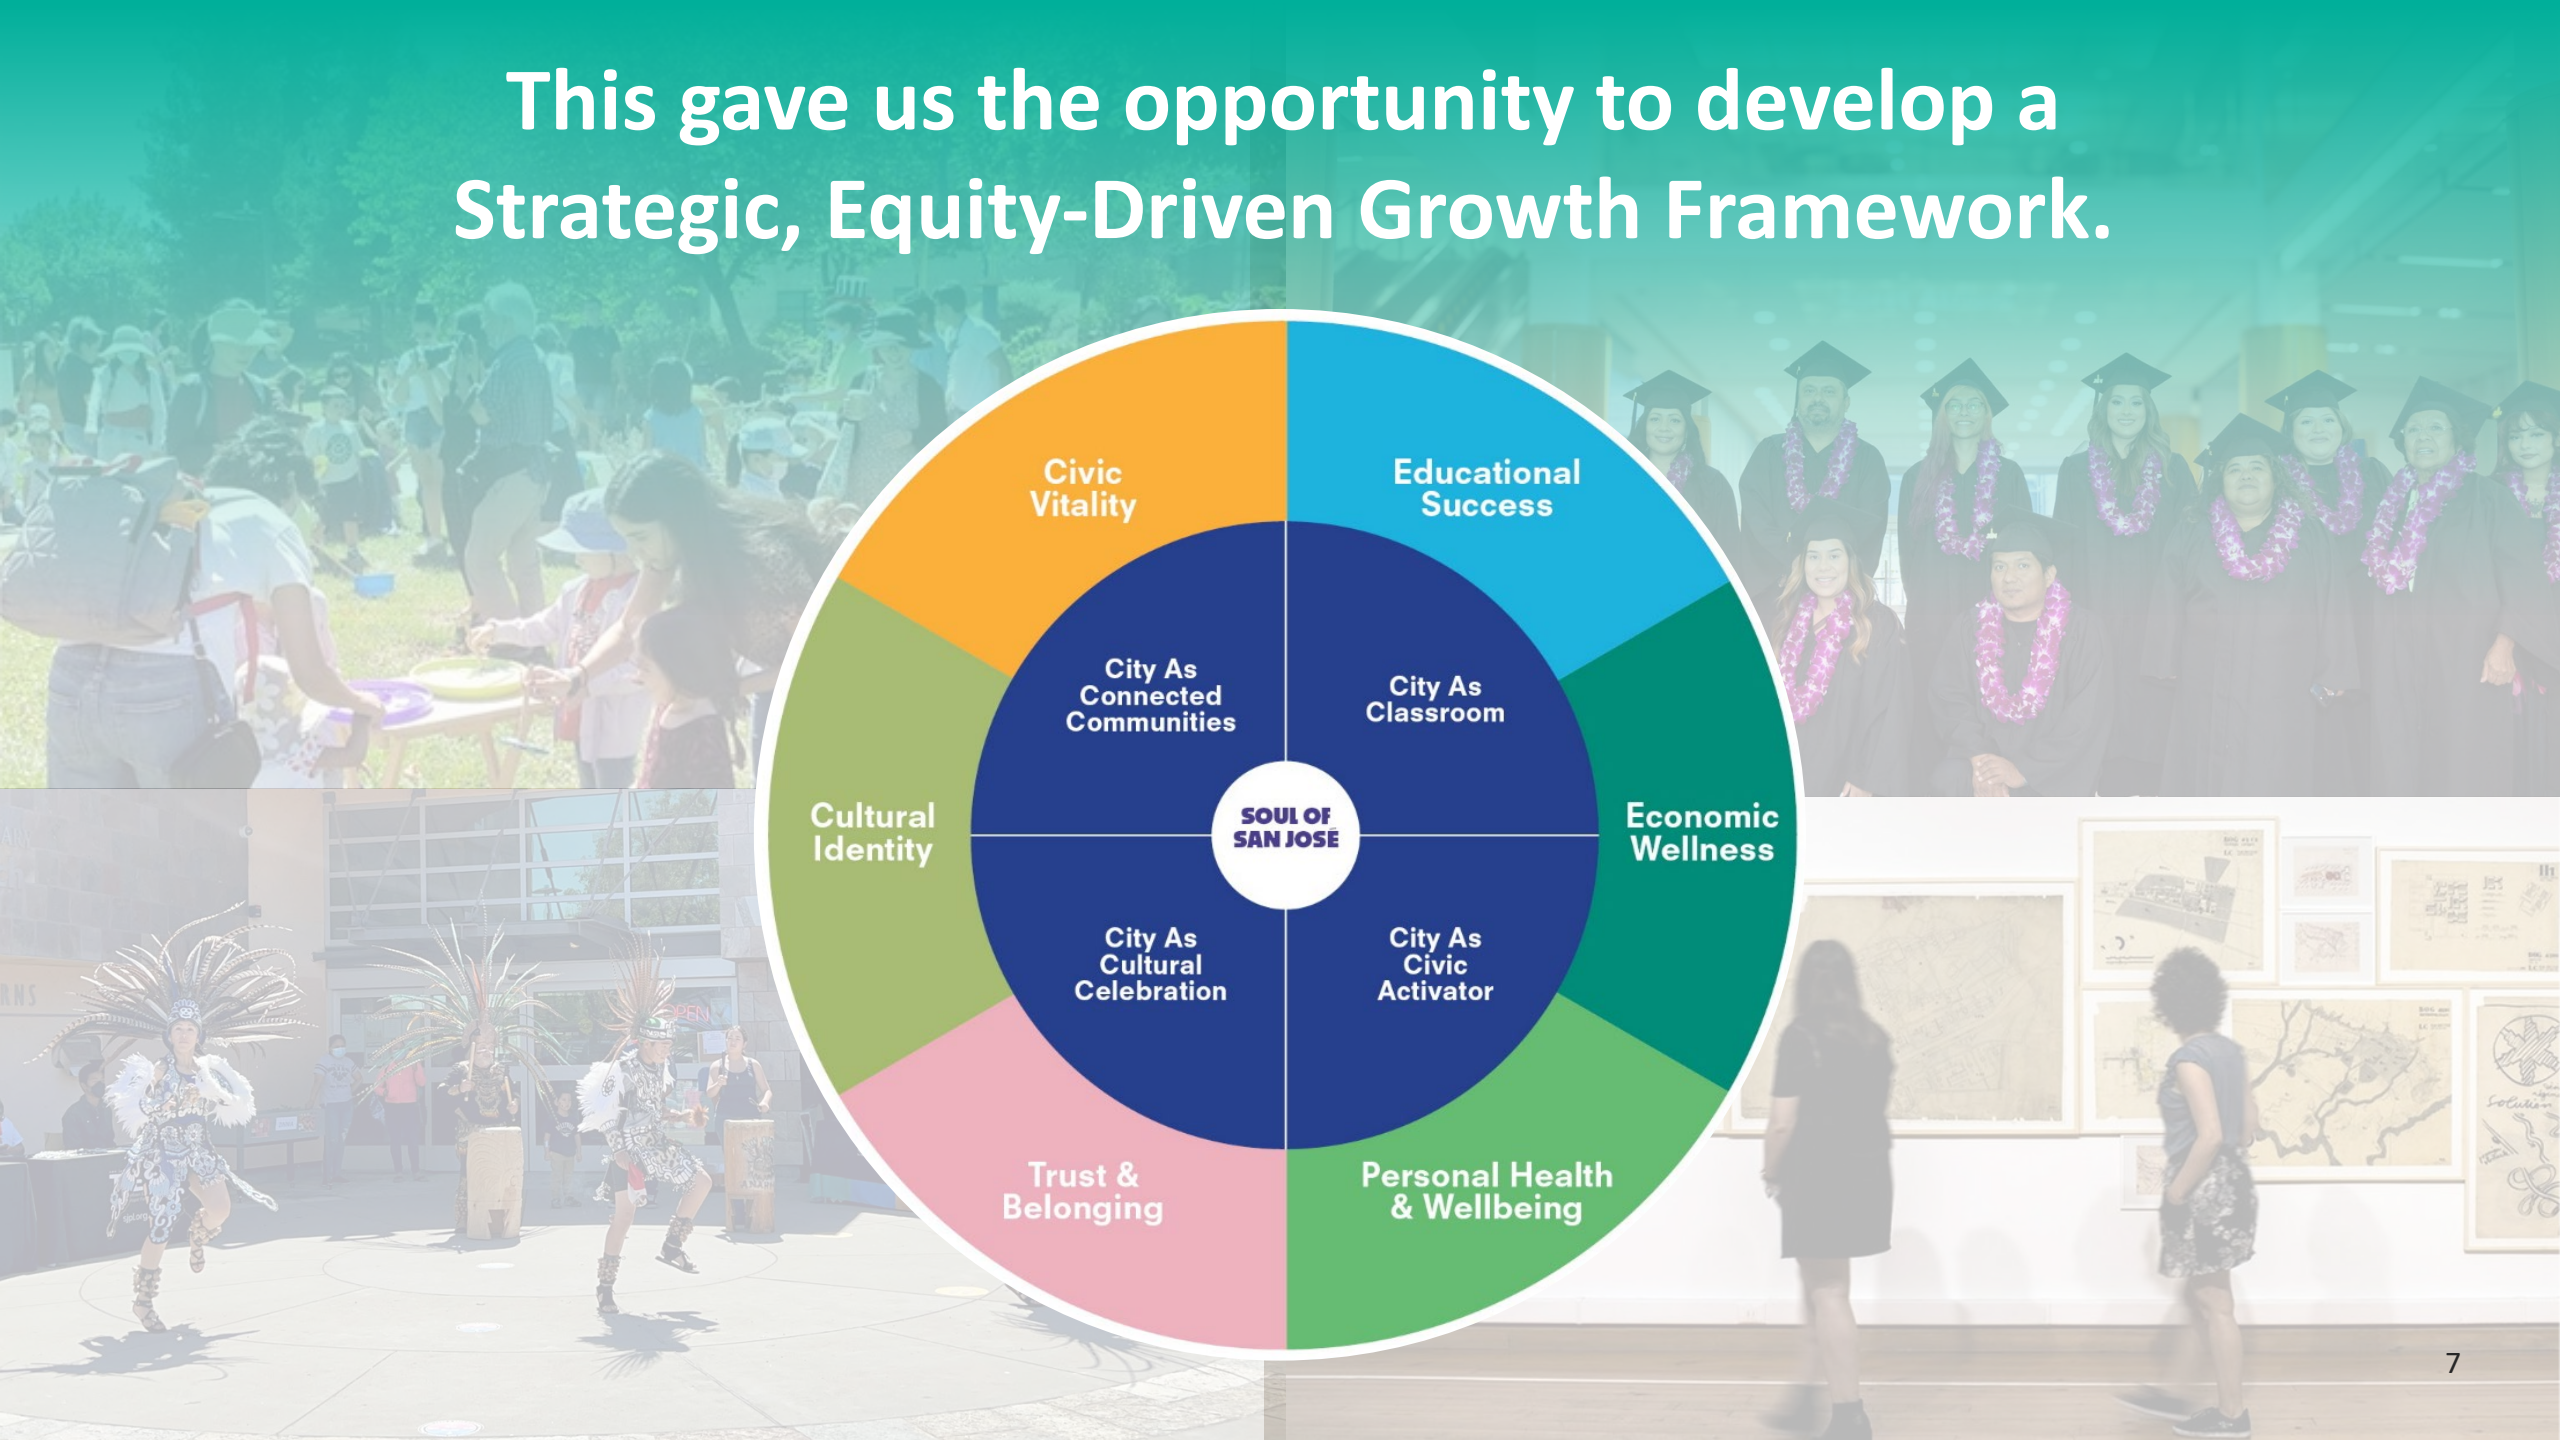 This gave us the opportunity to develop a
Strategic, Equity-Driven Growth Framework.
Civic
Vitality
Educational
Success
City As
Connected
Communities
City As
Classroom
Cultural
Identity
SOUL OF
SAN JOSÉ
Economic
Wellness
City As
Cultural
Celebration
City As
Civic
Activator
Trust &
Belonging
Personal Health
& Wellbeing
OPEN
7